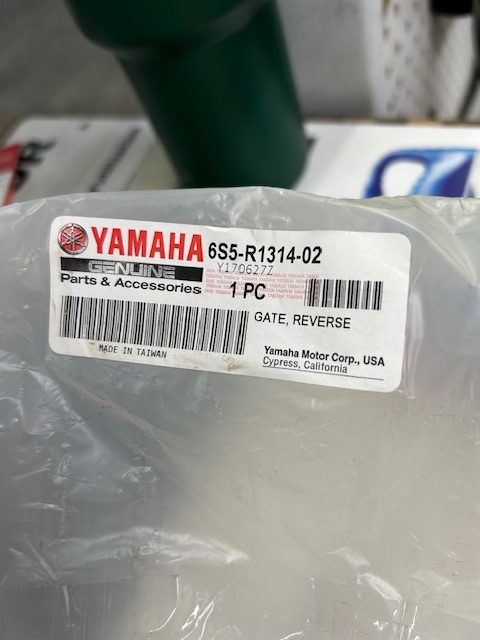 YAMAHA 6S5-R1314-02
GENUINE Y170627Z
Parts & Accessories 1 PC
GATE, REVERSE
MADE IN TAIWAN
Yamaha Motor Corp., USA
Cypress, California